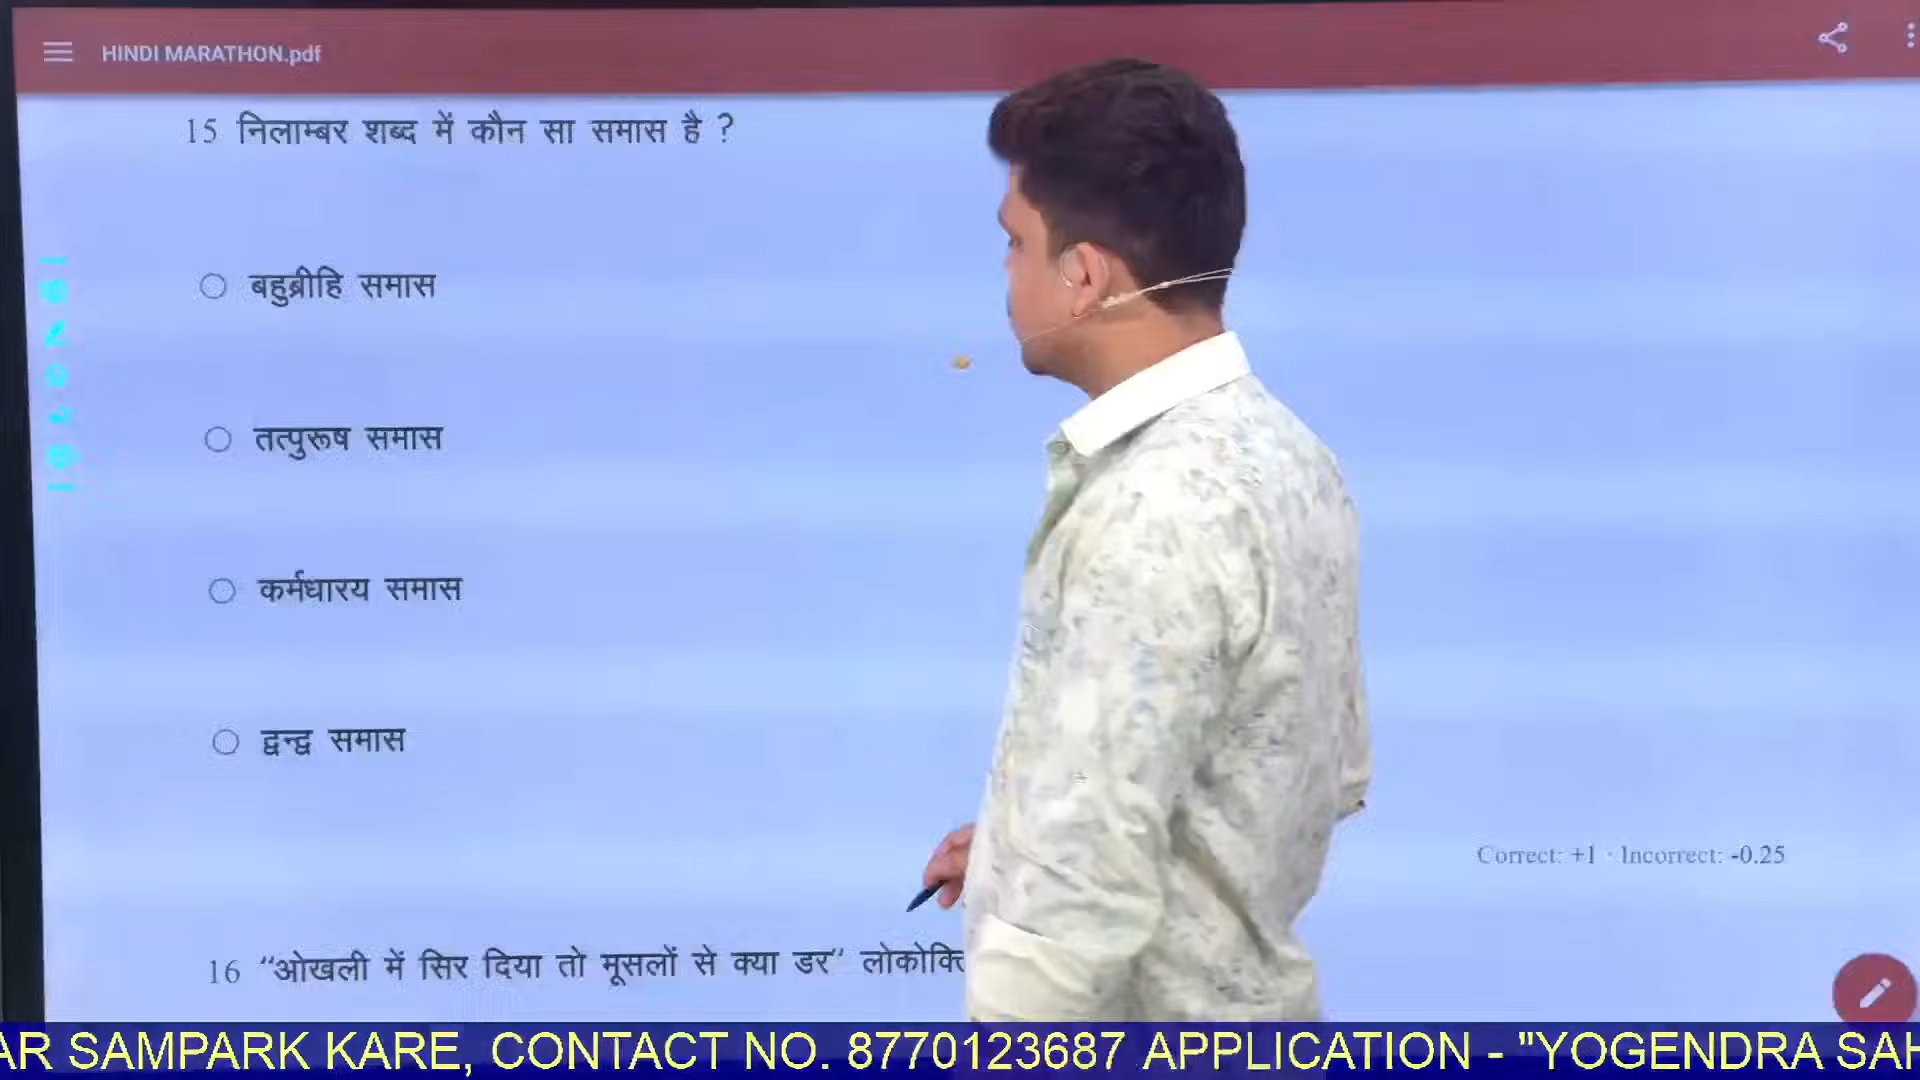 HINDI MARATHON.pdf
15 निलाम्बर शब्द में कौन सा समास है ?
बहुब्रीहि समास
तत्पुरूष समास
कर्मधारय समास
द्वन्द्व समास
Correct: +1 · Incorrect: -0.25
16 “ओखली में सिर दिया तो मूसलों से क्या डर” लोकोक्ति
AR SAMPARK KARE, CONTACT NO. 8770123687 APPLICATION - "YOGENDRA SAH